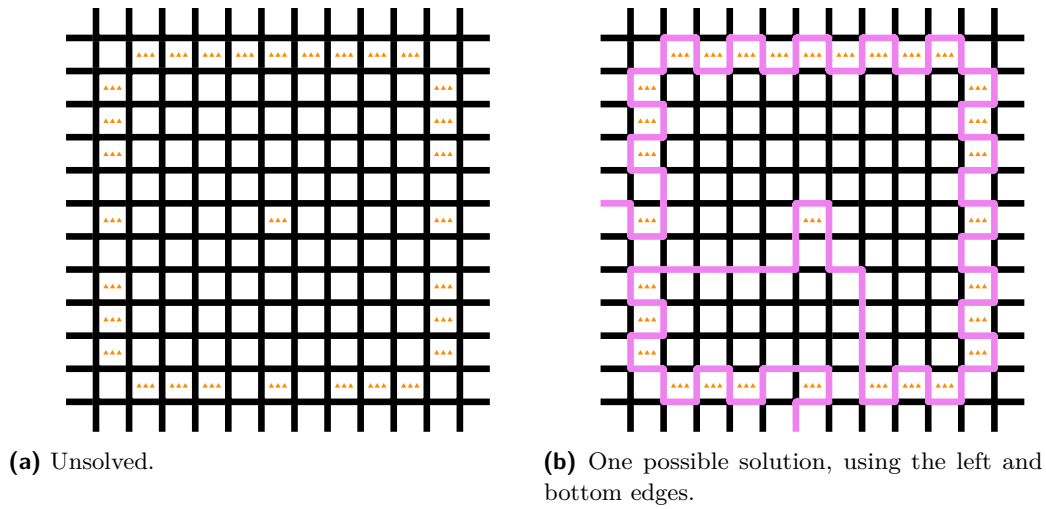 (a) Unsolved.
(b) One possible solution, using the left and
bottom edges.